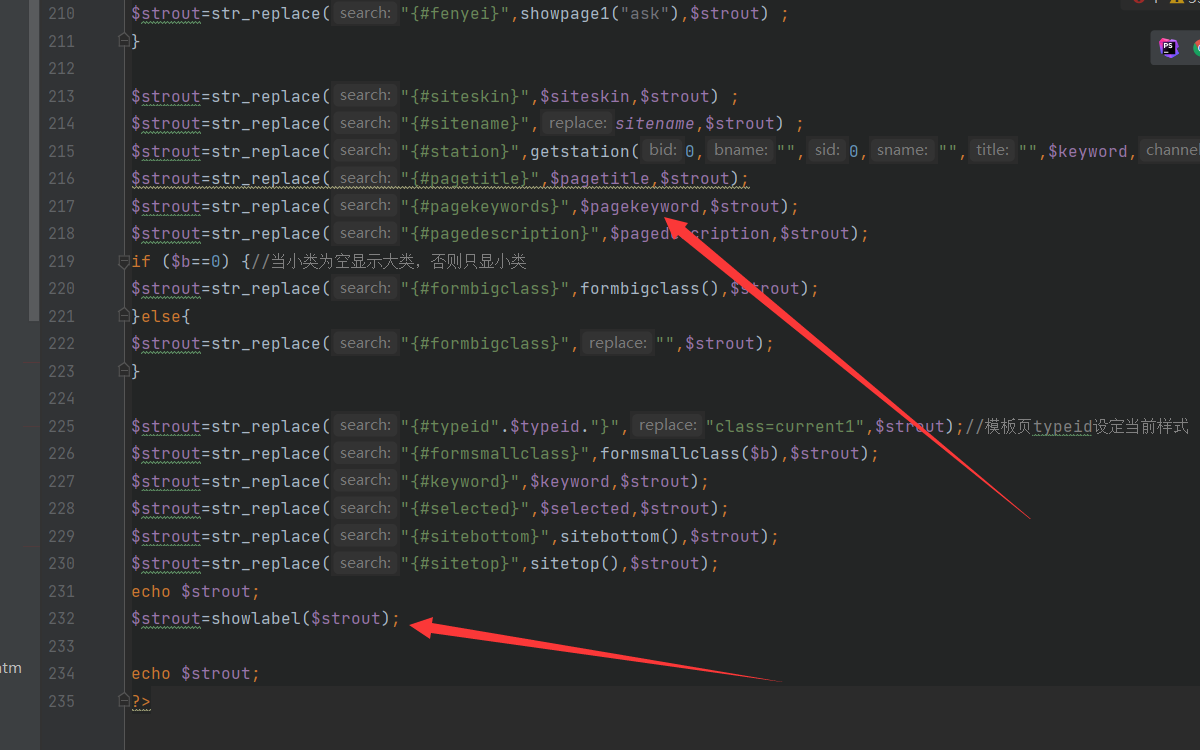 210 $strout=str_replace( search: "{#fenyei}",showpage1("ask"),$strout) ;
211 }
212
213 $strout=str_replace( search: "{#siteskin}",$siteskin,$strout) ;
214 $strout=str_replace( search: "{#sitename}", replace: sitename,$strout) ;
215 $strout=str_replace( search: "{#station}",getstation( bid: 0, bname: "", sid: 0, sname: "", title: "",$keyword, channel
216 $strout=str_replace( search: "{#pagetitle}",$pagetitle,$strout);
217 $strout=str_replace( search: "{#pagekeywords}",$pagekeyword,$strout);
218 $strout=str_replace( search: "{#pagedescription}",$pagedescription,$strout);
219 if ($b==0) {//当小类为空显示大类，否则只显小类
220 $strout=str_replace( search: "{#formbigclass}",formbigclass(),$strout);
221 }else{
222 $strout=str_replace( search: "{#formbigclass}", replace: "",$strout);
223 }
224
225 $strout=str_replace( search: "{#typeid".$typeid."}", replace: "class=current1",$strout);//模板页typeid设定当前样式
226 $strout=str_replace( search: "{#formsmallclass}",formsmallclass($b),$strout);
227 $strout=str_replace( search: "{#keyword}",$keyword,$strout);
228 $strout=str_replace( search: "{#selected}",$selected,$strout);
229 $strout=str_replace( search: "{#sitebottom}",sitebottom(),$strout);
230 $strout=str_replace( search: "{#sitetop}",sitetop(),$strout);
231 echo $strout;
232 $strout=showlabel($strout);
233
234 echo $strout;
235 ?>
PS